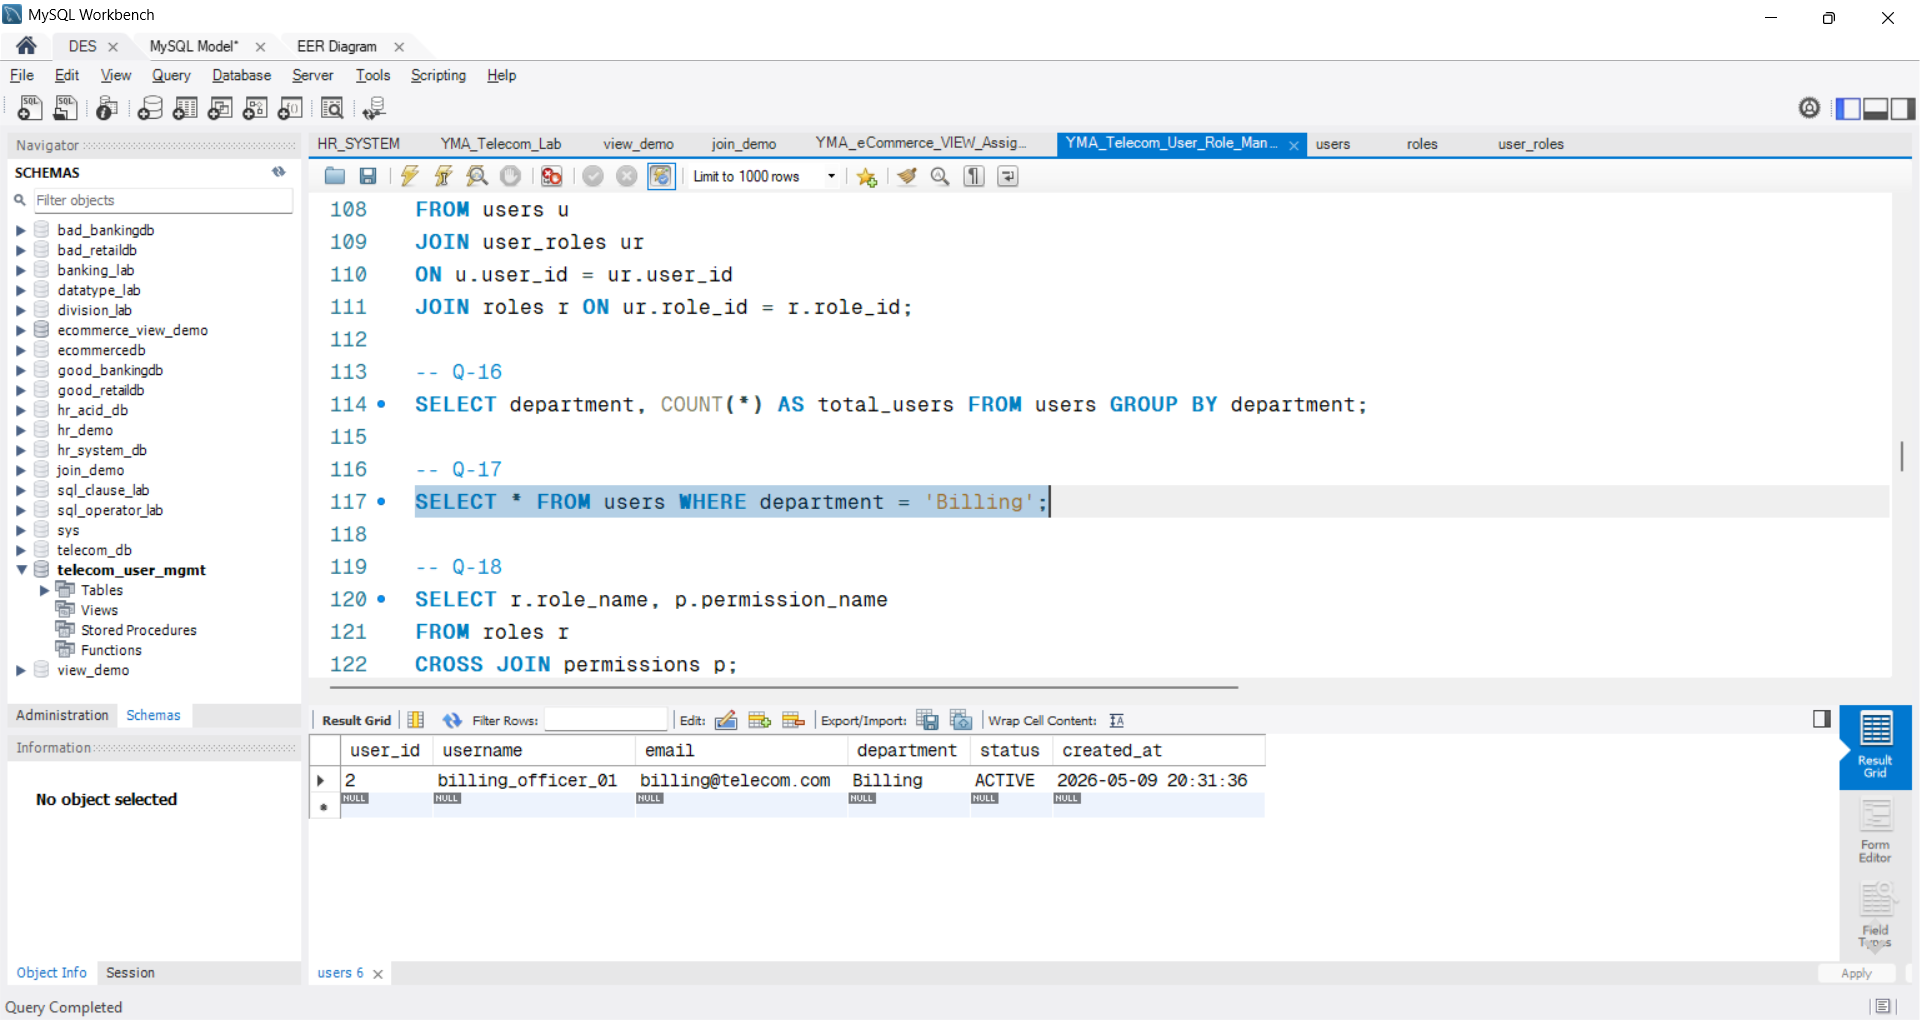 MySQL Workbench
DES
MySQL Model*
EER Diagram
File Edit View Query Database Server Tools Scripting Help
Navigator
SCHEMAS
Filter objects
bad_bankingdb
bad_retaildb
banking_lab
datatype_lab
division_lab
ecommerce_view_demo
ecommercedb
good_bankingdb
good_retaildb
hr_acid_db
hr_demo
hr_system_db
join_demo
sql_clause_lab
sql_operator_lab
sys
telecom_db
telecom_user_mgmt
Tables
Views
Stored Procedures
Functions
view_demo
Administration Schemas
Information
No object selected
Object Info Session
HR_SYSTEM YMA_Telecom_Lab view_demo join_demo YMA_eCommerce_VIEW_Assig... YMA_Telecom_User_Role_Man... users roles user_roles
Limit to 1000 rows
108 FROM users u
109 JOIN user_roles ur
110 ON u.user_id = ur.user_id
111 JOIN roles r ON ur.role_id = r.role_id;
112
113 -- Q-16
114 SELECT department, COUNT(*) AS total_users FROM users GROUP BY department;
115
116 -- Q-17
117 SELECT * FROM users WHERE department = 'Billing';
118
119 -- Q-18
120 SELECT r.role_name, p.permission_name
121 FROM roles r
122 CROSS JOIN permissions p;
Result Grid Filter Rows: Edit: Export/Import: Wrap Cell Content:
user_id username email department status created_at
2 billing_officer_01 billing@telecom.com Billing ACTIVE 2026-05-09 20:31:36
NULL NULL NULL NULL NULL NULL
Result
Grid
Form
Editor
Field
Types
users 6
Apply
Query Completed